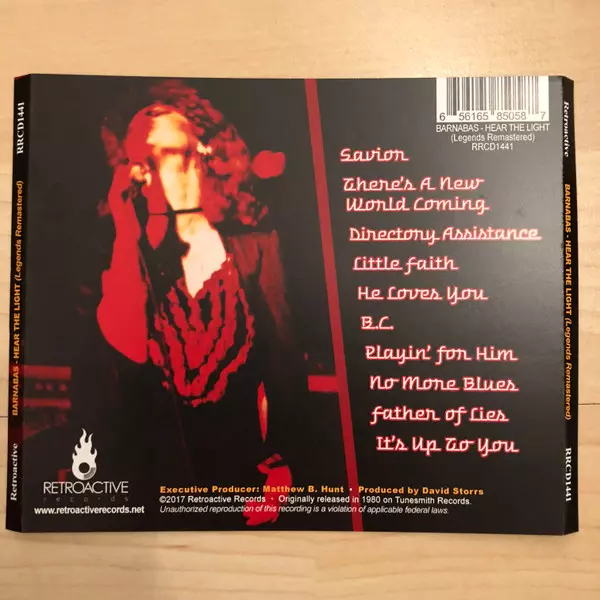 6 56165 85058 7
BARNABAS - HEAR THE LIGHT
(Legends Remastered)
RRCD1441
Savior
There's A New
World Coming
Directory Assistance
Little Faith
He Loves You
B.C.
Playin' for Him
No More Blues
Father of Lies
It's Up To You
RETROACTIVE
records
www.retroactiverecords.net
Executive Producer: Matthew B. Hunt • Produced by David Storrs
©2017 Retroactive Records • Originally released in 1980 on Tunesmith Records.
Unauthorized reproduction of this recording is a violation of applicable federal laws.
Retroactive BARNABAS - HEAR THE LIGHT (Legends Remastered) RRCD1441
Retroactive BARNABAS - HEAR THE LIGHT (Legends Remastered) RRCD1441